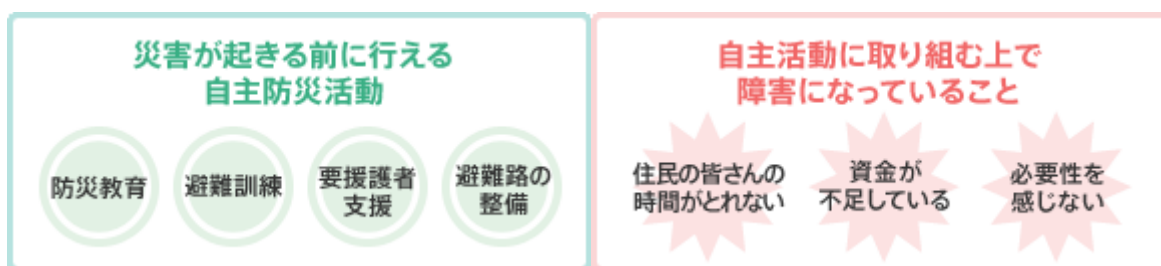 災害が起きる前に行える
自主防災活動
防災教育
避難訓練
要援護者
支援
避難路の
整備
自主活動に取り組む上で
障害になっていること
住民の皆さんの
時間がとれない
資金が
不足している
必要性を
感じない